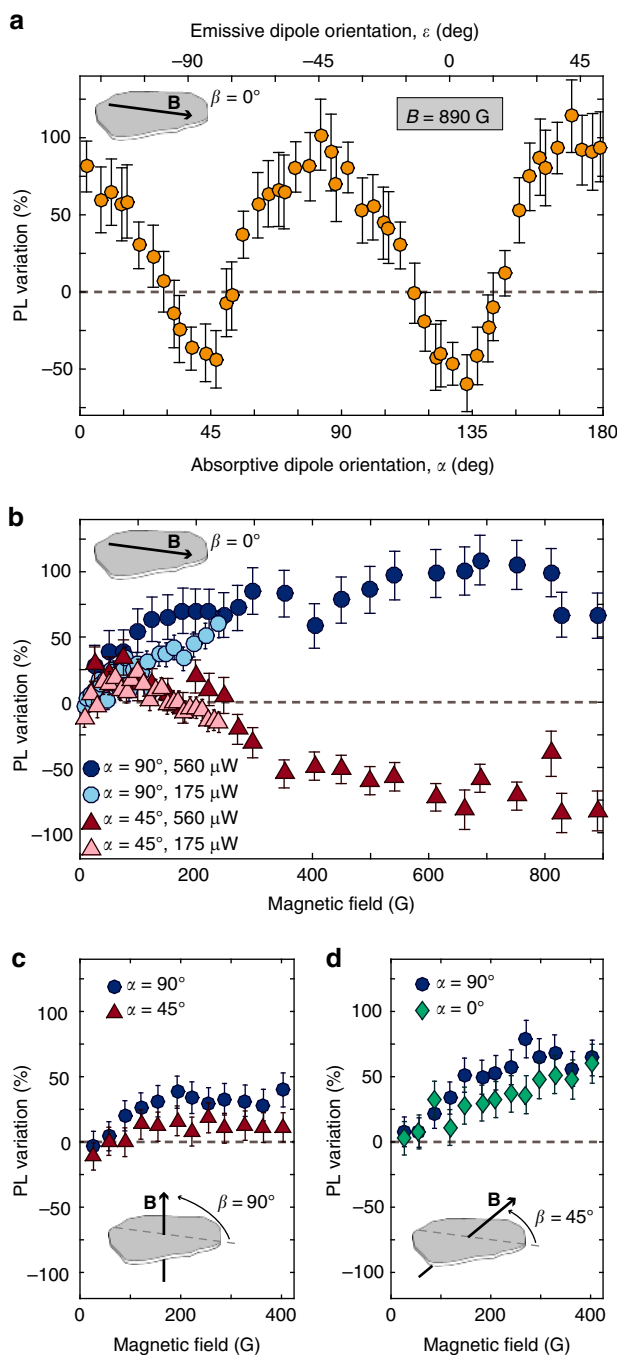 a
Emissive dipole orientation, ε (deg)
−90 −45 0 45
B
β = 0°
B = 890 G
100
50
0
−50
PL variation (%)
0 45 90 135 180
Absorptive dipole orientation, α (deg)
b
B
β = 0°
100
50
0
−50
−100
PL variation (%)
α = 90°, 560 μW
α = 90°, 175 μW
α = 45°, 560 μW
α = 45°, 175 μW
0 200 400 600 800
Magnetic field (G)
c
α = 90°
α = 45°
100
50
0
−50
−100
PL variation (%)
B
β = 90°
0 100 200 300 400
Magnetic field (G)
d
α = 90°
α = 0°
100
50
0
−50
−100
PL variation (%)
B
β = 45°
0 100 200 300 400
Magnetic field (G)